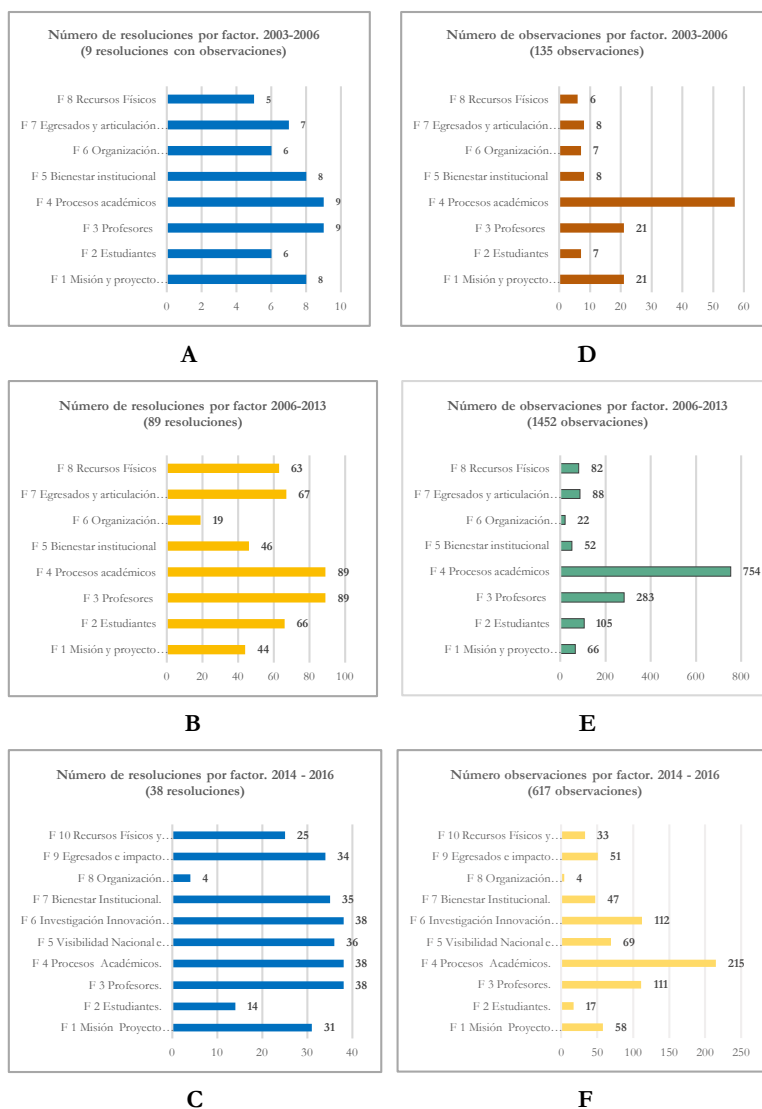 Número de resoluciones por factor. 2003-2006
(9 resoluciones con observaciones)
F 8 Recursos Físicos 5
F 7 Egresados y articulación… 7
F 6 Organización… 6
F 5 Bienestar institucional 8
F 4 Procesos académicos 9
F 3 Profesores 9
F 2 Estudiantes 6
F 1 Misión y proyecto… 8
0 2 4 6 8 10
A
Número de observaciones por factor. 2003-2006
(135 observaciones)
F 8 Recursos Físicos 6
F 7 Egresados y articulación… 8
F 6 Organización… 7
F 5 Bienestar institucional 8
F 4 Procesos académicos
F 3 Profesores 21
F 2 Estudiantes 7
F 1 Misión y proyecto… 21
0 10 20 30 40 50 60
D
Número de resoluciones por factor 2006-2013
(89 resoluciones)
F 8 Recursos Físicos 63
F 7 Egresados y articulación… 67
F 6 Organización… 19
F 5 Bienestar institucional 46
F 4 Procesos académicos 89
F 3 Profesores 89
F 2 Estudiantes 66
F 1 Misión y proyecto… 44
0 20 40 60 80 100
B
Número de observaciones por factor. 2006-2013
(1452 observaciones)
F 8 Recursos Físicos 82
F 7 Egresados y articulación… 88
F 6 Organización… 22
F 5 Bienestar institucional 52
F 4 Procesos académicos 754
F 3 Profesores 283
F 2 Estudiantes 105
F 1 Misión y proyecto… 66
0 200 400 600 800
E
Número de resoluciones por factor. 2014 - 2016
(38 resoluciones)
F 10 Recursos Físicos y… 25
F 9 Egresados e impacto… 34
F 8 Organización… 4
F 7 Bienestar Institucional. 35
F 6 Investigación Innovación… 38
F 5 Visibilidad Nacional e… 36
F 4 Procesos Académicos. 38
F 3 Profesores. 38
F 2 Estudiantes. 14
F 1 Misión Proyecto… 31
0 10 20 30 40
C
Número observaciones por factor. 2014 - 2016
(617 observaciones)
F 10 Recursos Físicos y… 33
F 9 Egresados e impacto… 51
F 8 Organización… 4
F 7 Bienestar Institucional. 47
F 6 Investigación Innovación… 112
F 5 Visibilidad Nacional e… 69
F 4 Procesos Académicos. 215
F 3 Profesores. 111
F 2 Estudiantes. 17
F 1 Misión Proyecto… 58
0 50 100 150 200 250
F